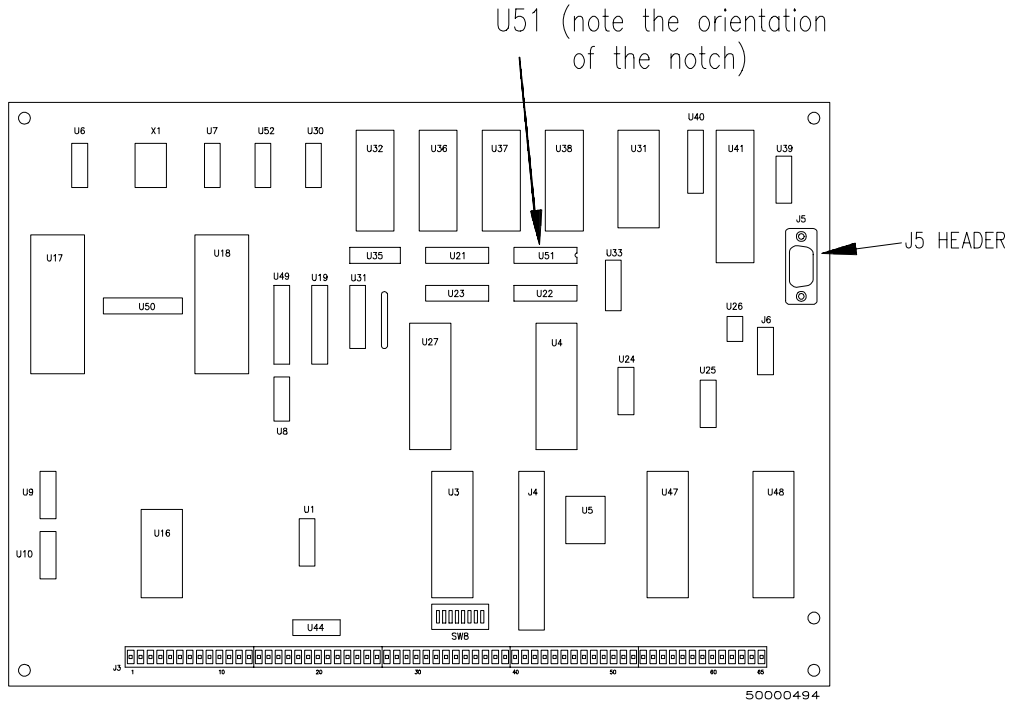 U51 (note the orientation
of the notch)
U6
X1
U7
U52
U30
U32
U36
U37
U38
U31
U40
U41
U39
J5
J5 HEADER
U17
U18
U35
U21
U51
U33
U49
U19
U31
U23
U22
U50
U26
J6
U27
U4
U24
U25
U8
U9
U3
J4
U5
U47
U48
U1
U16
U10
U44
SW8
J3
1 10 20 30 40 50 60 65
50000494